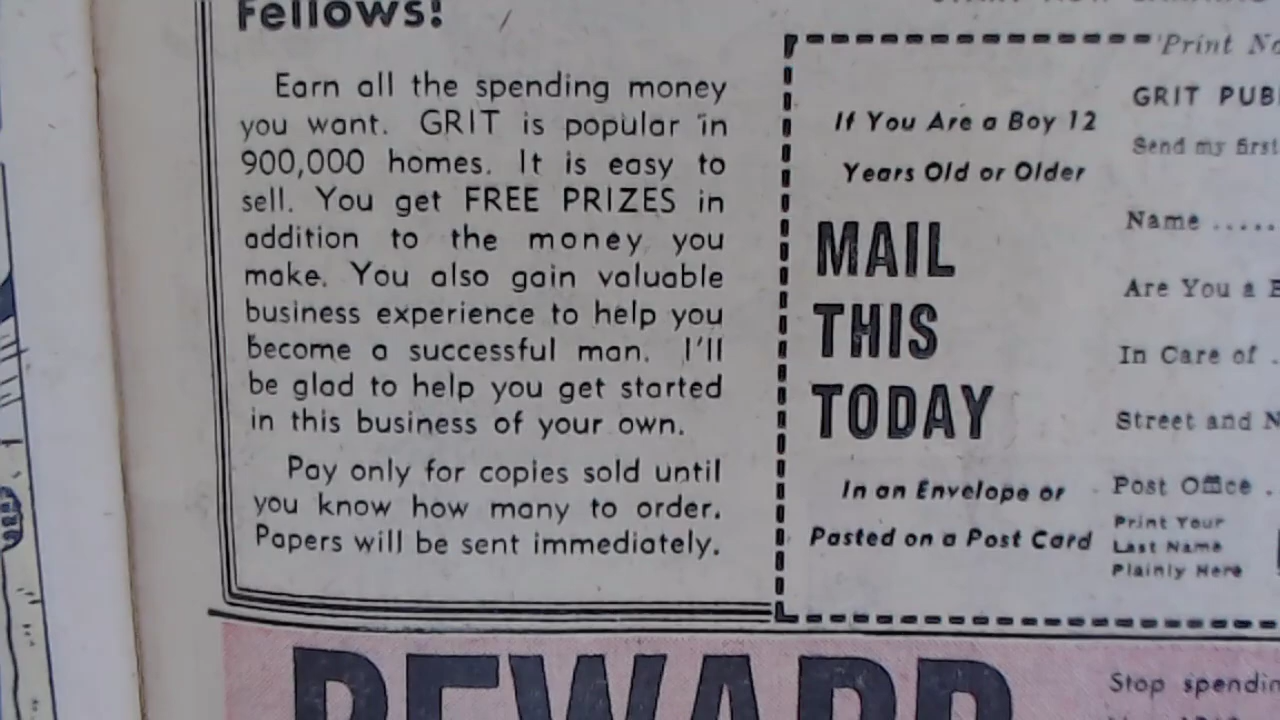 Fellows!
Earn all the spending money
you want. GRIT is popular in
900,000 homes. It is easy to
sell. You get FREE PRIZES in
addition to the money you
make. You also gain valuable
business experience to help you
become a successful man. I'll
be glad to help you get started
in this business of your own.
Pay only for copies sold until
you know how many to order.
Papers will be sent immediately.
If You Are a Boy 12
Years Old or Older
MAIL
THIS
TODAY
In an Envelope or
Pasted on a Post Card
Print
GRIT
Send my first
Name .....
Are You a
In Care of .
Street and
Post Office .
Print Your
Last Name
Plainly Here
REWARD
Stop